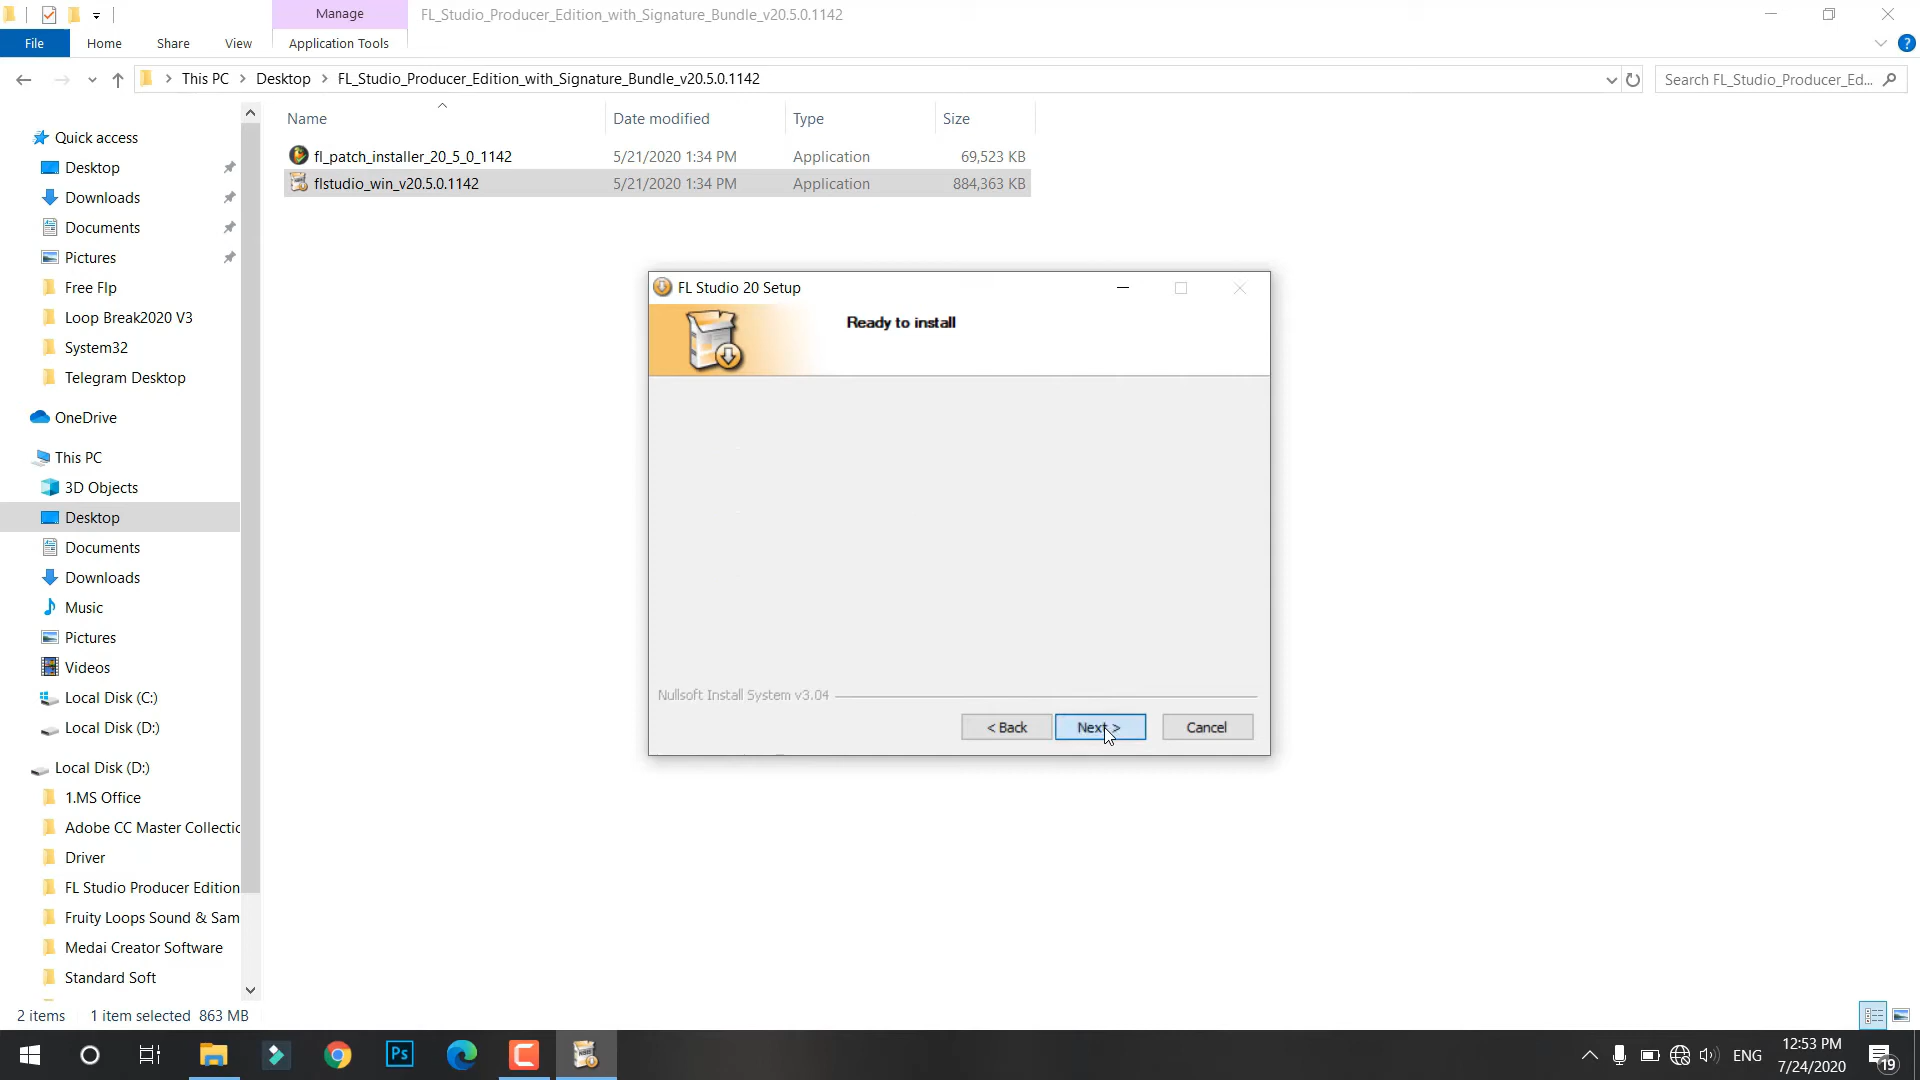 Manage
FL_Studio_Producer_Edition_with_Signature_Bundle_v20.5.0.1142
File
Home
Share
View
Application Tools
This PC
Desktop
FL_Studio_Producer_Edition_with_Signature_Bundle_v20.5.0.1142
Search FL_Studio_Producer_Ed...
Name
Date modified
Type
Size
fl_patch_installer_20_5_0_1142
5/21/2020 1:34 PM
Application
69,523 KB
flstudio_win_v20.5.0.1142
5/21/2020 1:34 PM
Application
884,363 KB
Quick access
Desktop
Downloads
Documents
Pictures
Free Flp
Loop Break2020 V3
System32
Telegram Desktop
OneDrive
This PC
3D Objects
Desktop
Documents
Downloads
Music
Pictures
Videos
Local Disk (C:)
Local Disk (D:)
Local Disk (D:)
1.MS Office
Adobe CC Master Collectic
Driver
FL Studio Producer Edition
Fruity Loops Sound & Sam
Medai Creator Software
Standard Soft
FL Studio 20 Setup
Ready to install
Nullsoft Install System v3.04
< Back
Next >
Cancel
2 items
1 item selected 863 MB
Ps
ENG
12:53 PM
7/24/2020
19